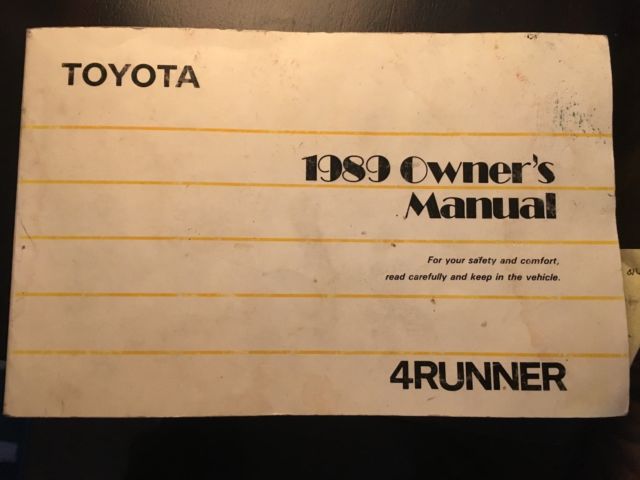 TOYOTA
1989 Owner's
Manual
For your safety and comfort,
read carefully and keep in the vehicle.
4RUNNER